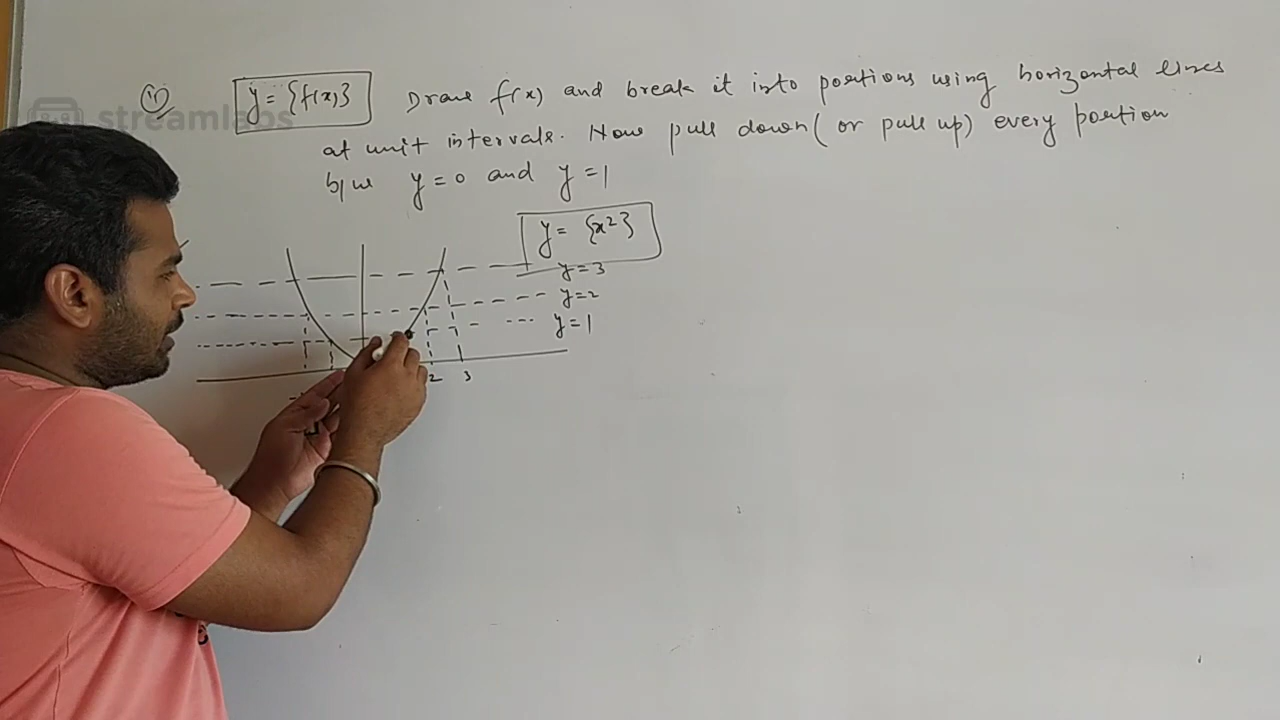 streamlabs
1) y = {f(x)} Draw f(x) and break it into portions using horizontal lines
at unit intervals. Now pull down (or pull up) every portion
b/w y = 0 and y = 1
y = {x²}
y = 3
y = 2
y = 1
2 3